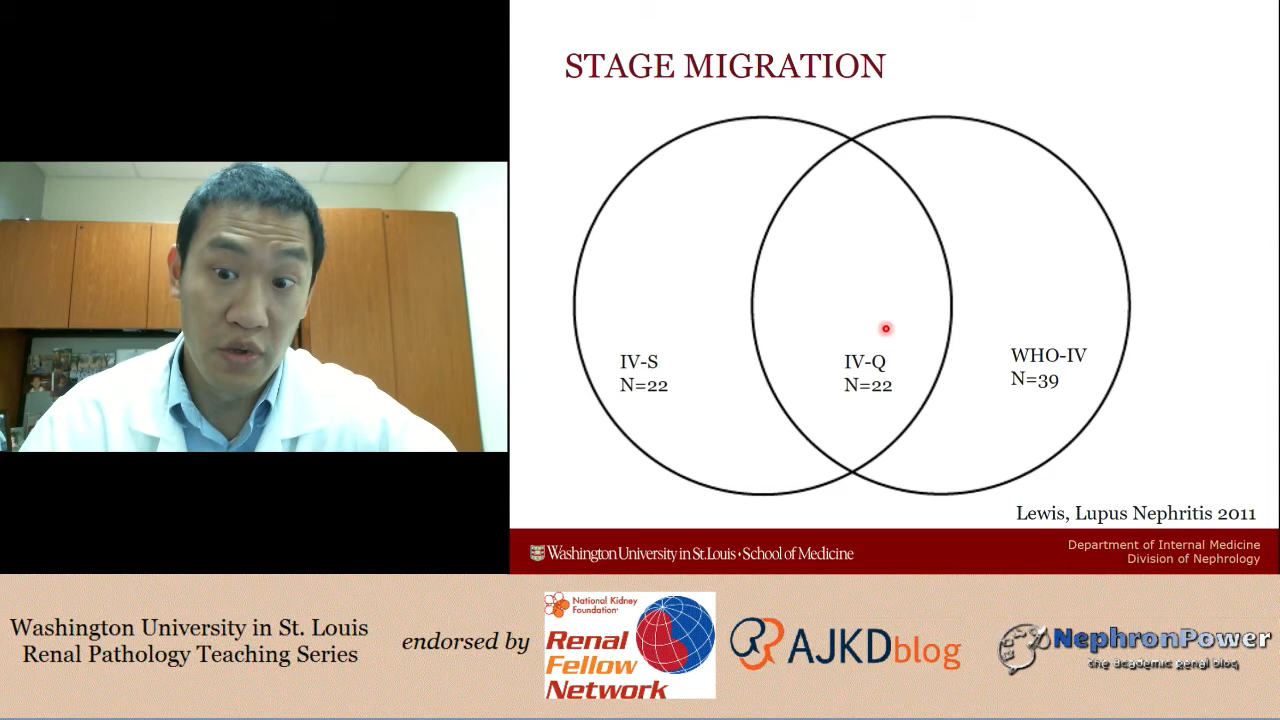 STAGE MIGRATION
IV-S
N=22
IV-Q
N=22
WHO-IV
N=39
Lewis, Lupus Nephritis 2011
Washington University in St. Louis • School of Medicine
Department of Internal Medicine
Division of Nephrology
Washington University in St. Louis
Renal Pathology Teaching Series
endorsed by
National Kidney
Foundation®
Renal
Fellow
Network
AJKDblog
NephronPower
the academic renal blog